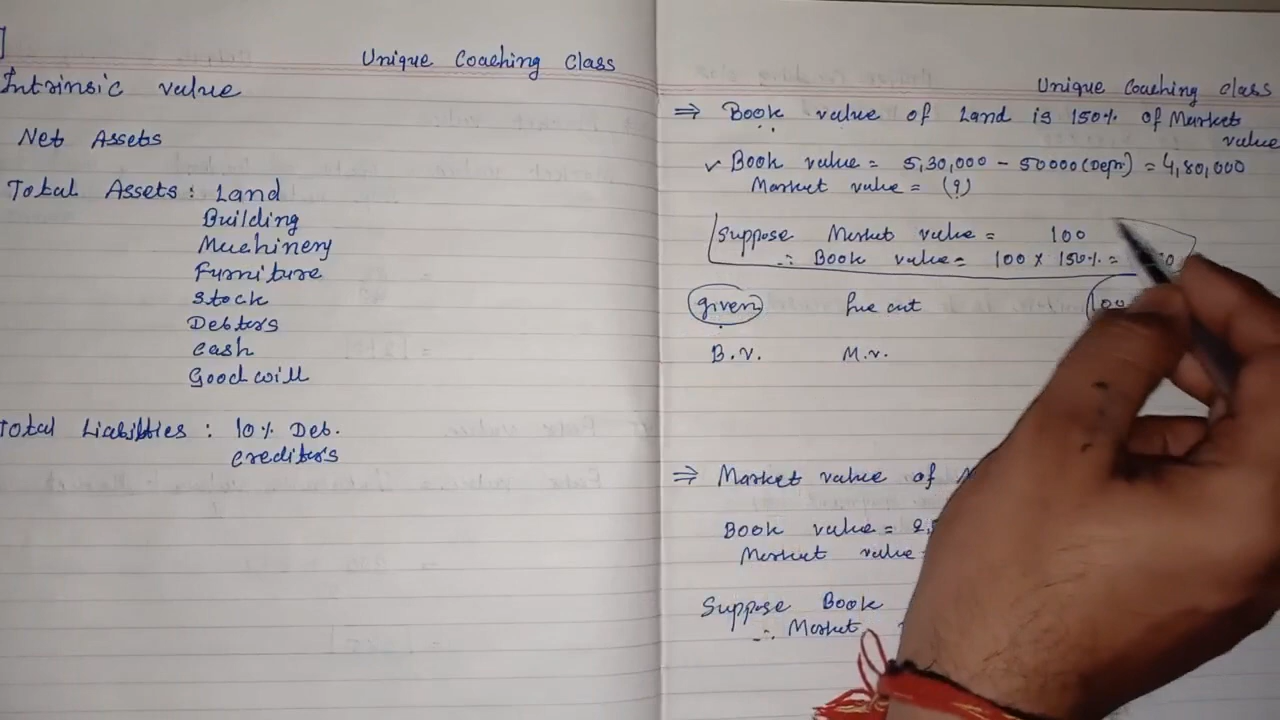 Unique Coaching Class
Intrinsic value
Net Assets
Total Assets : Land
Building
Muchinery
Furniture
Stock
Debtors
Cash
Goodwill
Total Liabilties : 10% Deb.
Creditors
Unique Coaching Class
⇒ Book value of Land is 150% of Market
value
✓ Book value = 5,30,000 - 50000 (Depr) = 4,80,000
Market value = (?)
Suppose Market value = 100
∴ Book value = 100 x 150% =
given
B.V. M.V.
⇒ Market value of
Book value =
Market value
Suppose Book
∴ Market